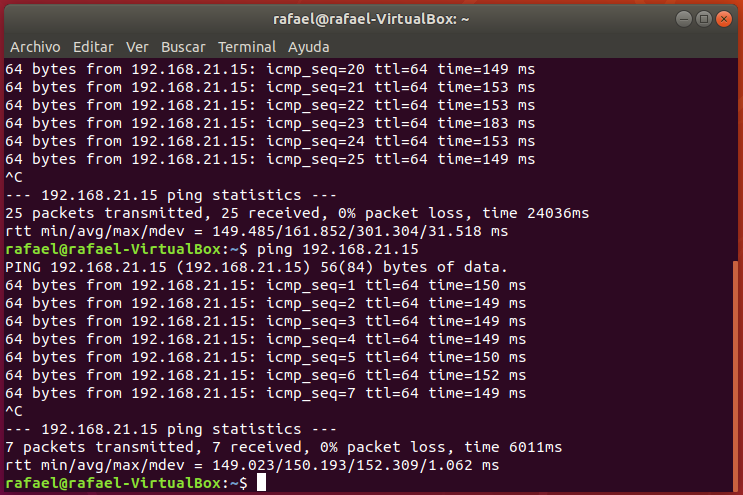 rafael@rafael-VirtualBox: ~
Archivo Editar Ver Buscar Terminal Ayuda
64 bytes from 192.168.21.15: icmp_seq=20 ttl=64 time=149 ms
64 bytes from 192.168.21.15: icmp_seq=21 ttl=64 time=153 ms
64 bytes from 192.168.21.15: icmp_seq=22 ttl=64 time=153 ms
64 bytes from 192.168.21.15: icmp_seq=23 ttl=64 time=183 ms
64 bytes from 192.168.21.15: icmp_seq=24 ttl=64 time=153 ms
64 bytes from 192.168.21.15: icmp_seq=25 ttl=64 time=149 ms
^C
--- 192.168.21.15 ping statistics ---
25 packets transmitted, 25 received, 0% packet loss, time 24036ms
rtt min/avg/max/mdev = 149.485/161.852/301.304/31.518 ms
rafael@rafael-VirtualBox:~$ ping 192.168.21.15
PING 192.168.21.15 (192.168.21.15) 56(84) bytes of data.
64 bytes from 192.168.21.15: icmp_seq=1 ttl=64 time=150 ms
64 bytes from 192.168.21.15: icmp_seq=2 ttl=64 time=149 ms
64 bytes from 192.168.21.15: icmp_seq=3 ttl=64 time=149 ms
64 bytes from 192.168.21.15: icmp_seq=4 ttl=64 time=149 ms
64 bytes from 192.168.21.15: icmp_seq=5 ttl=64 time=150 ms
64 bytes from 192.168.21.15: icmp_seq=6 ttl=64 time=152 ms
64 bytes from 192.168.21.15: icmp_seq=7 ttl=64 time=149 ms
^C
--- 192.168.21.15 ping statistics ---
7 packets transmitted, 7 received, 0% packet loss, time 6011ms
rtt min/avg/max/mdev = 149.023/150.193/152.309/1.062 ms
rafael@rafael-VirtualBox:~$